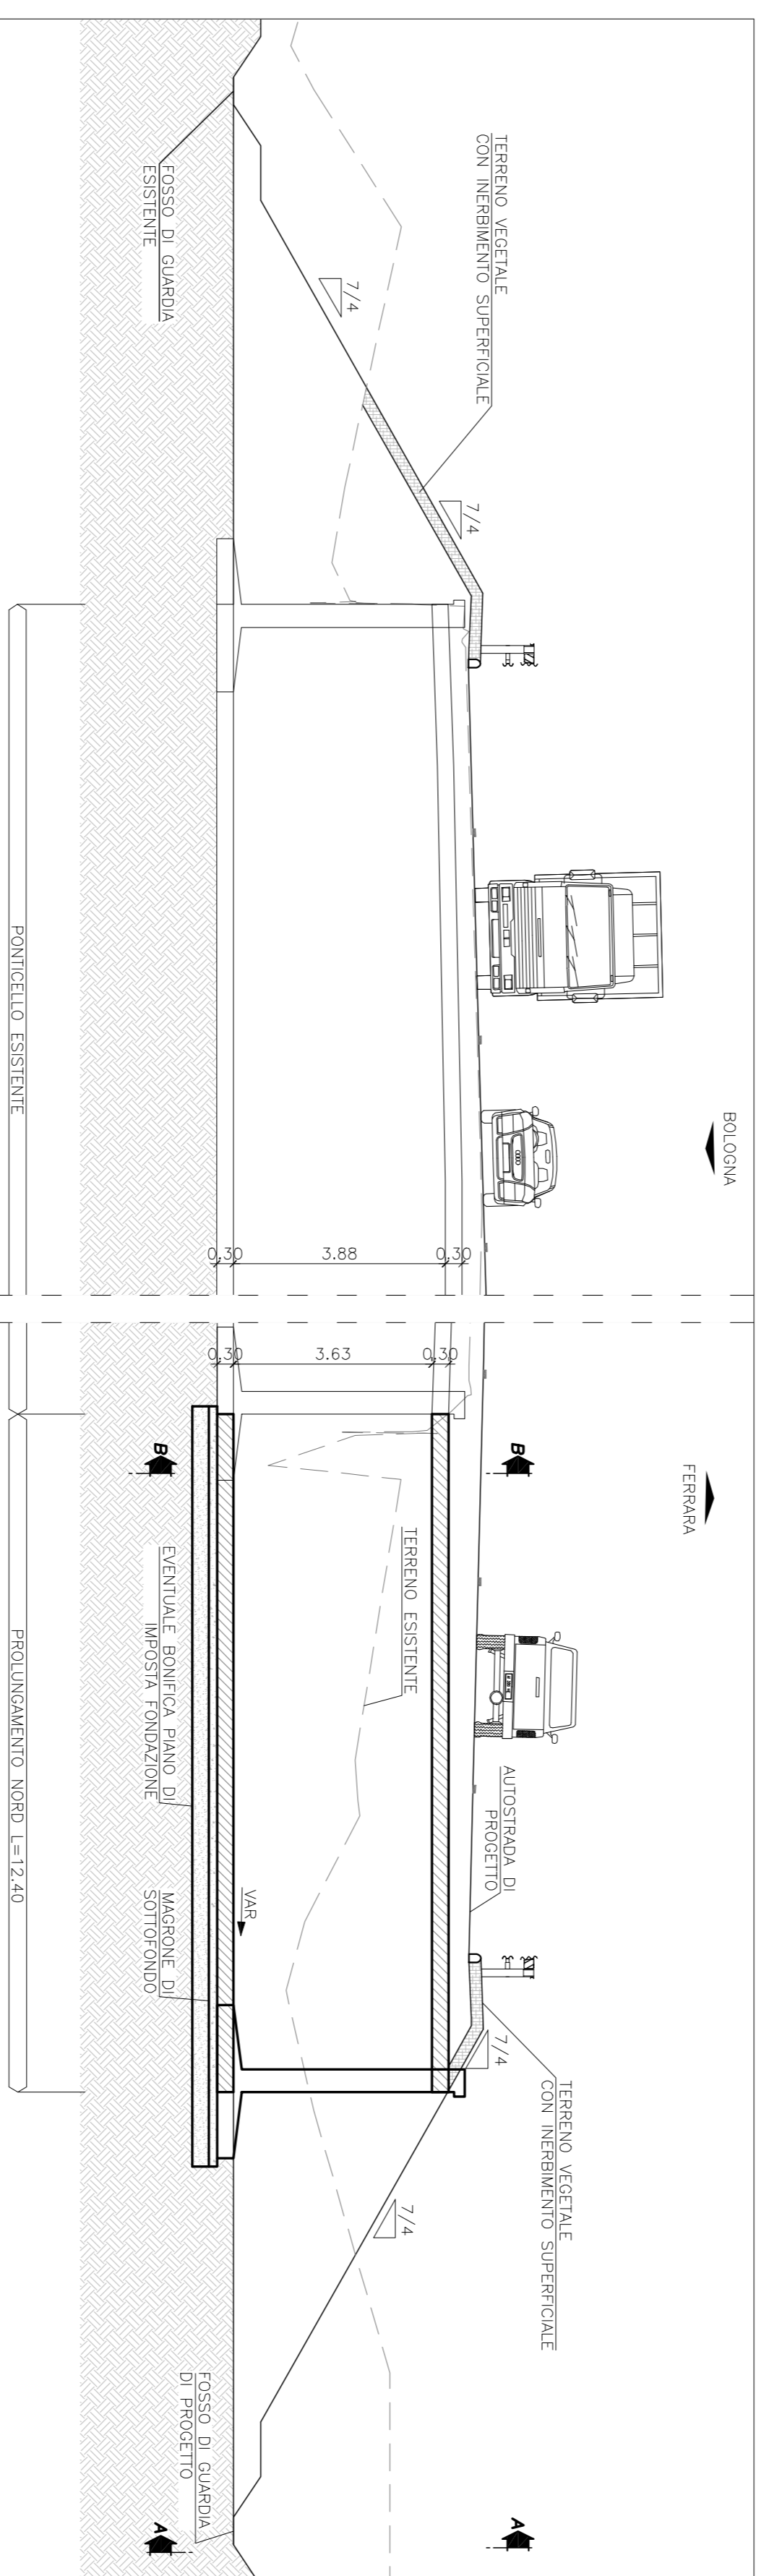 BOLOGNA
FERRARA
TERRENO VEGETALE
CON INERBIMENTO SUPERFICIALE
7/4
7/4
FOSSO DI GUARDIA
ESISTENTE
0.30
3.88
0.30
0.30
3.63
0.30
B
B
TERRENO ESISTENTE
AUTOSTRADA DI
PROGETTO
EVENTUALE BONIFICA PIANO DI
IMPOSTA FONDAZIONE
VAR
MAGRONE DI
SOTTOFONDO
7/4
TERRENO VEGETALE
CON INERBIMENTO SUPERFICIALE
7/4
FOSSO DI GUARDIA
DI PROGETTO
A
A
PONTICELLO ESISTENTE
PROLUNGAMENTO NORD L=12.40